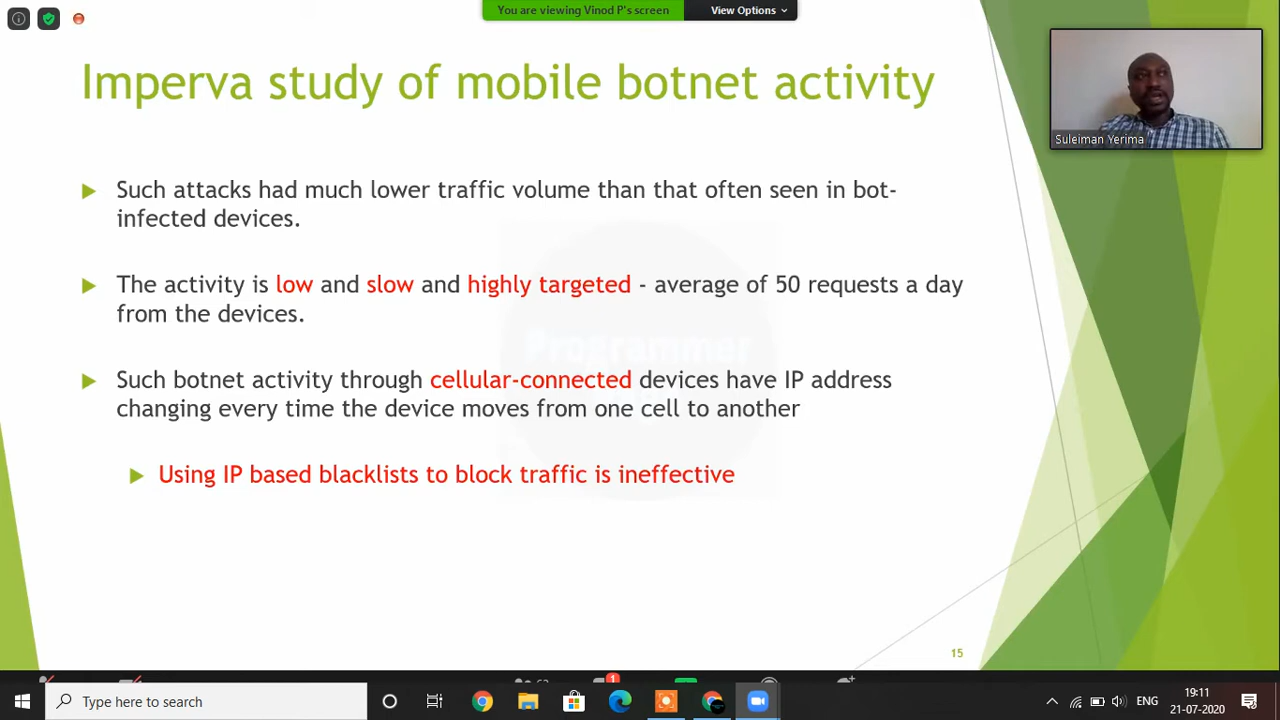 You are viewing Vinod P's screen
View Options
Imperva study of mobile botnet activity
Suleiman Yerima
Such attacks had much lower traffic volume than that often seen in bot-
infected devices.
The activity is low and slow and highly targeted - average of 50 requests a day
from the devices.
Programmer
Such botnet activity through cellular-connected devices have IP address
changing every time the device moves from one cell to another
Using IP based blacklists to block traffic is ineffective
15
1
Type here to search
ENG
19:11
21-07-2020